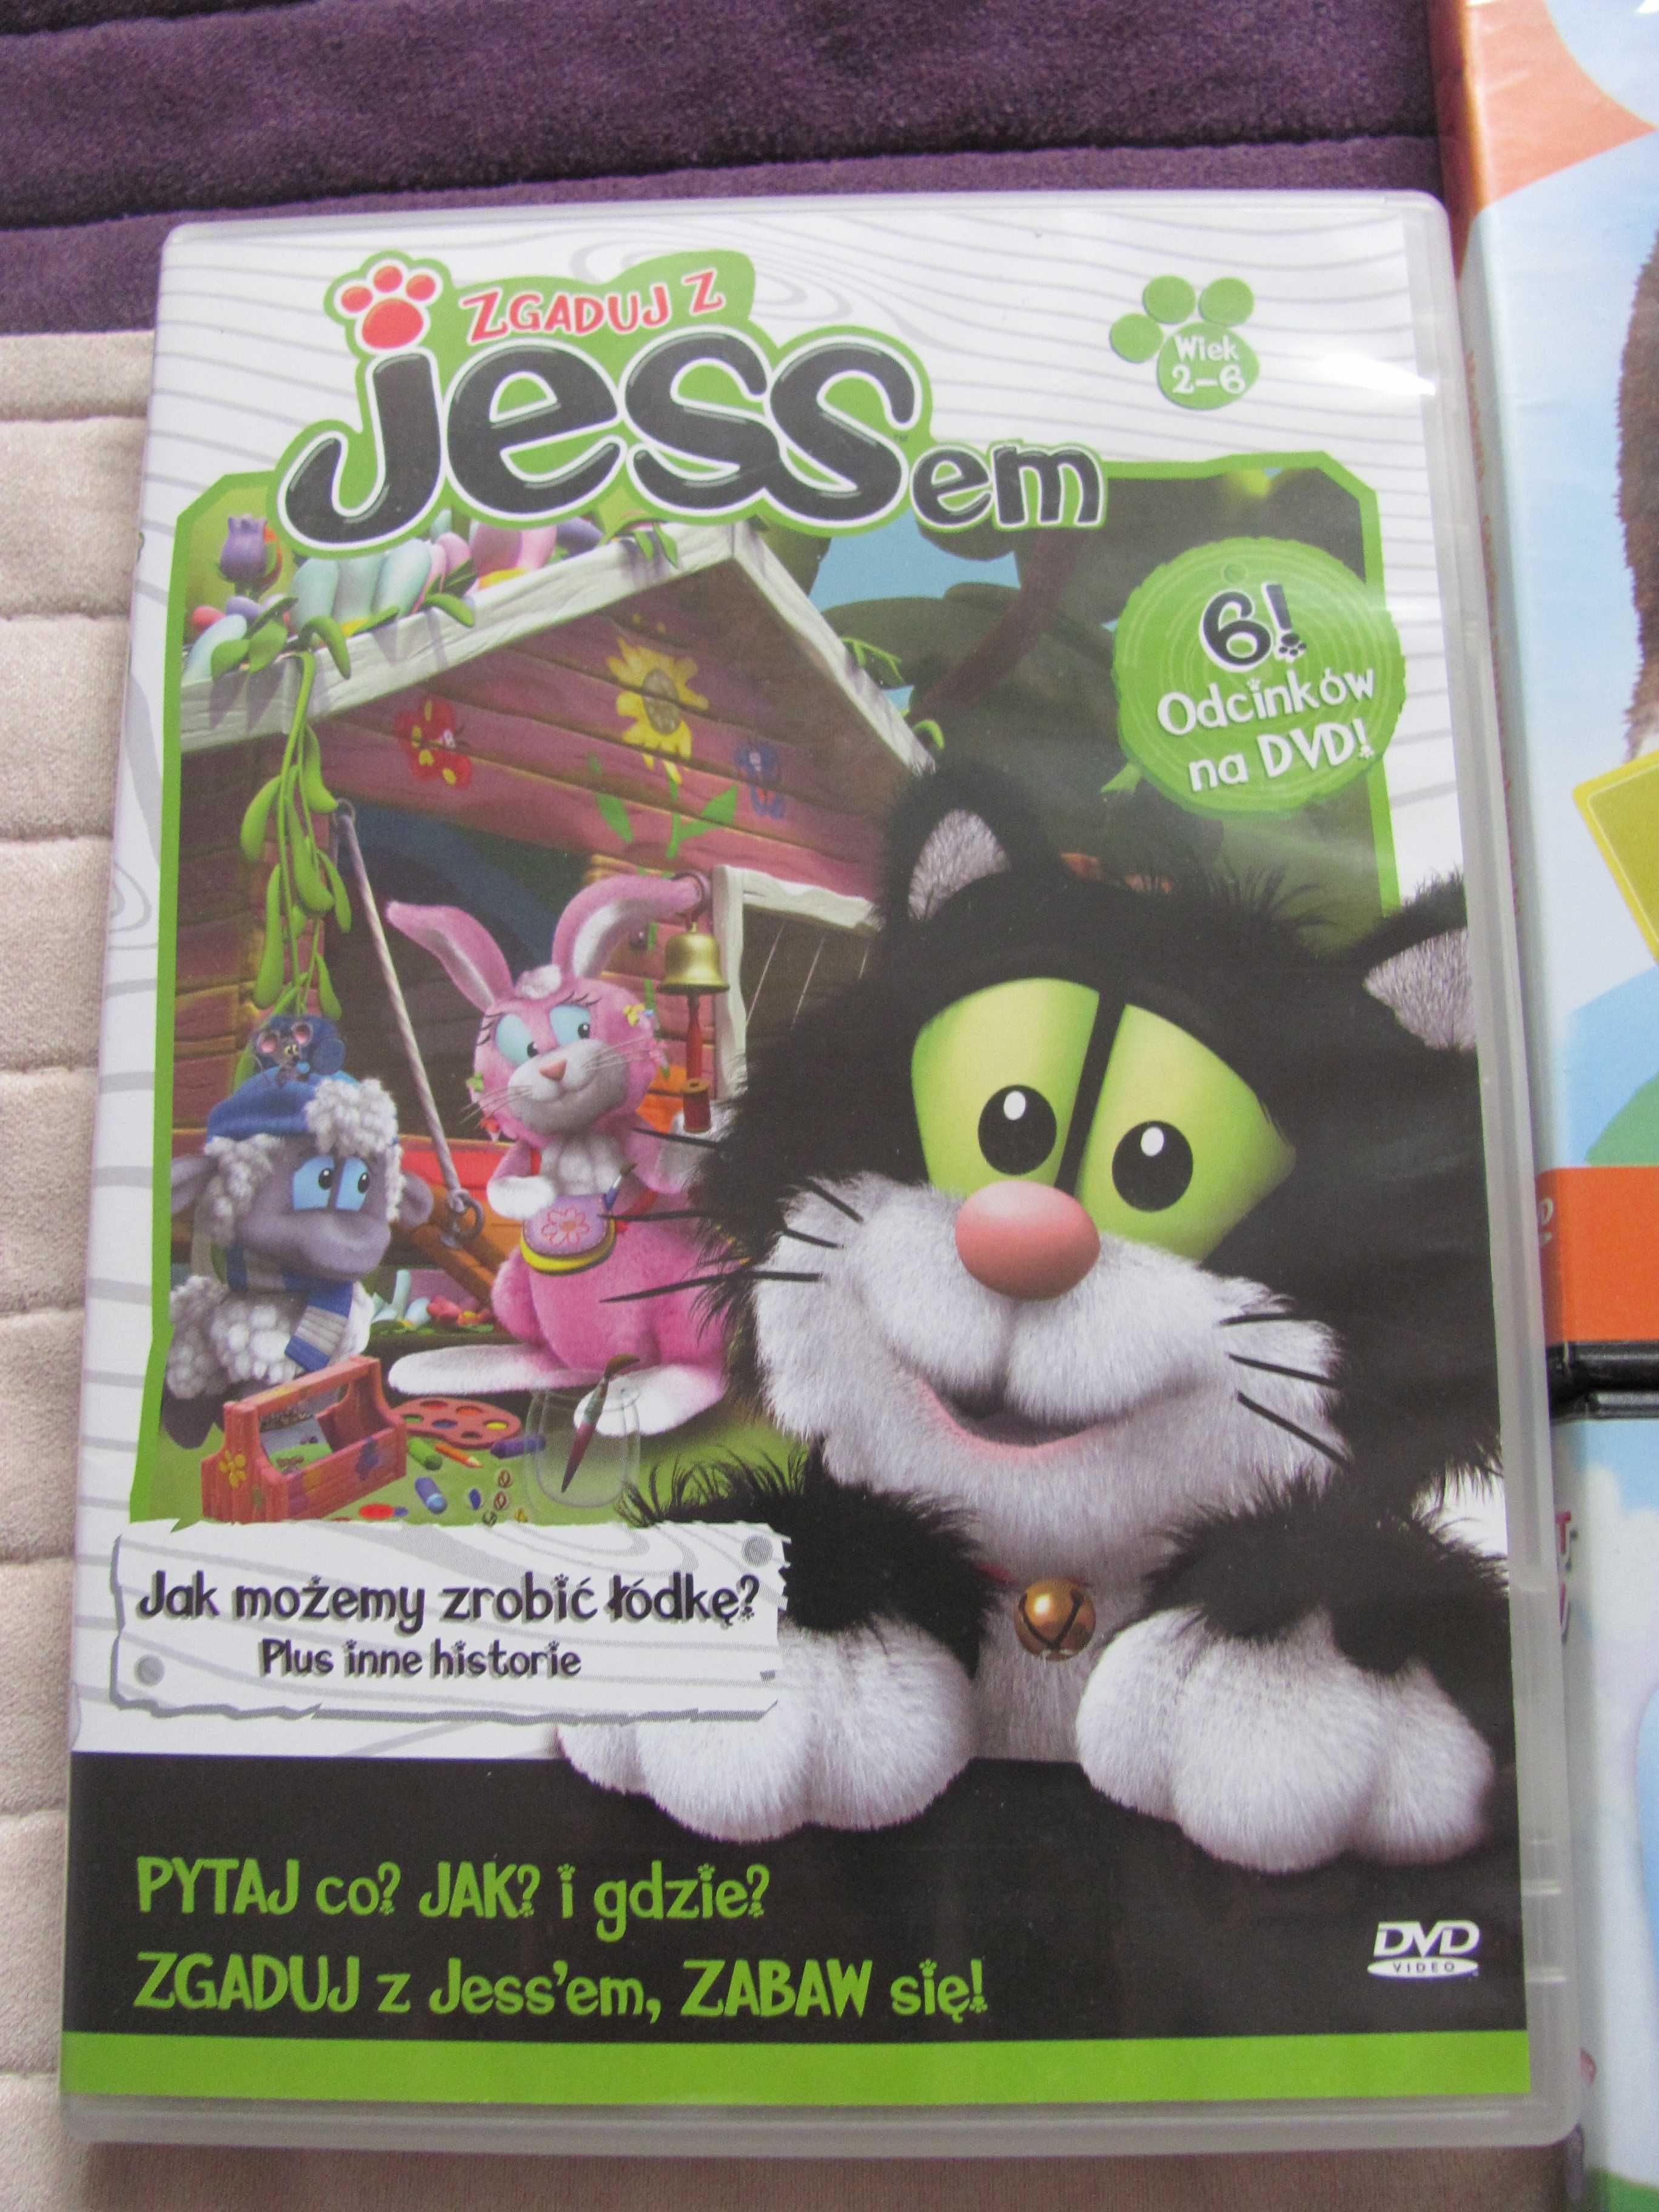 ZGADUJ Z
jess™em
Wiek
2–6
6!
Odcinków
na DVD!
Jak możemy zrobić łódkę?
Plus inne historie
PYTAJ co? JAK? i gdzie?
ZGADUJ z Jess'em, ZABAW się!
DVD
VIDEO